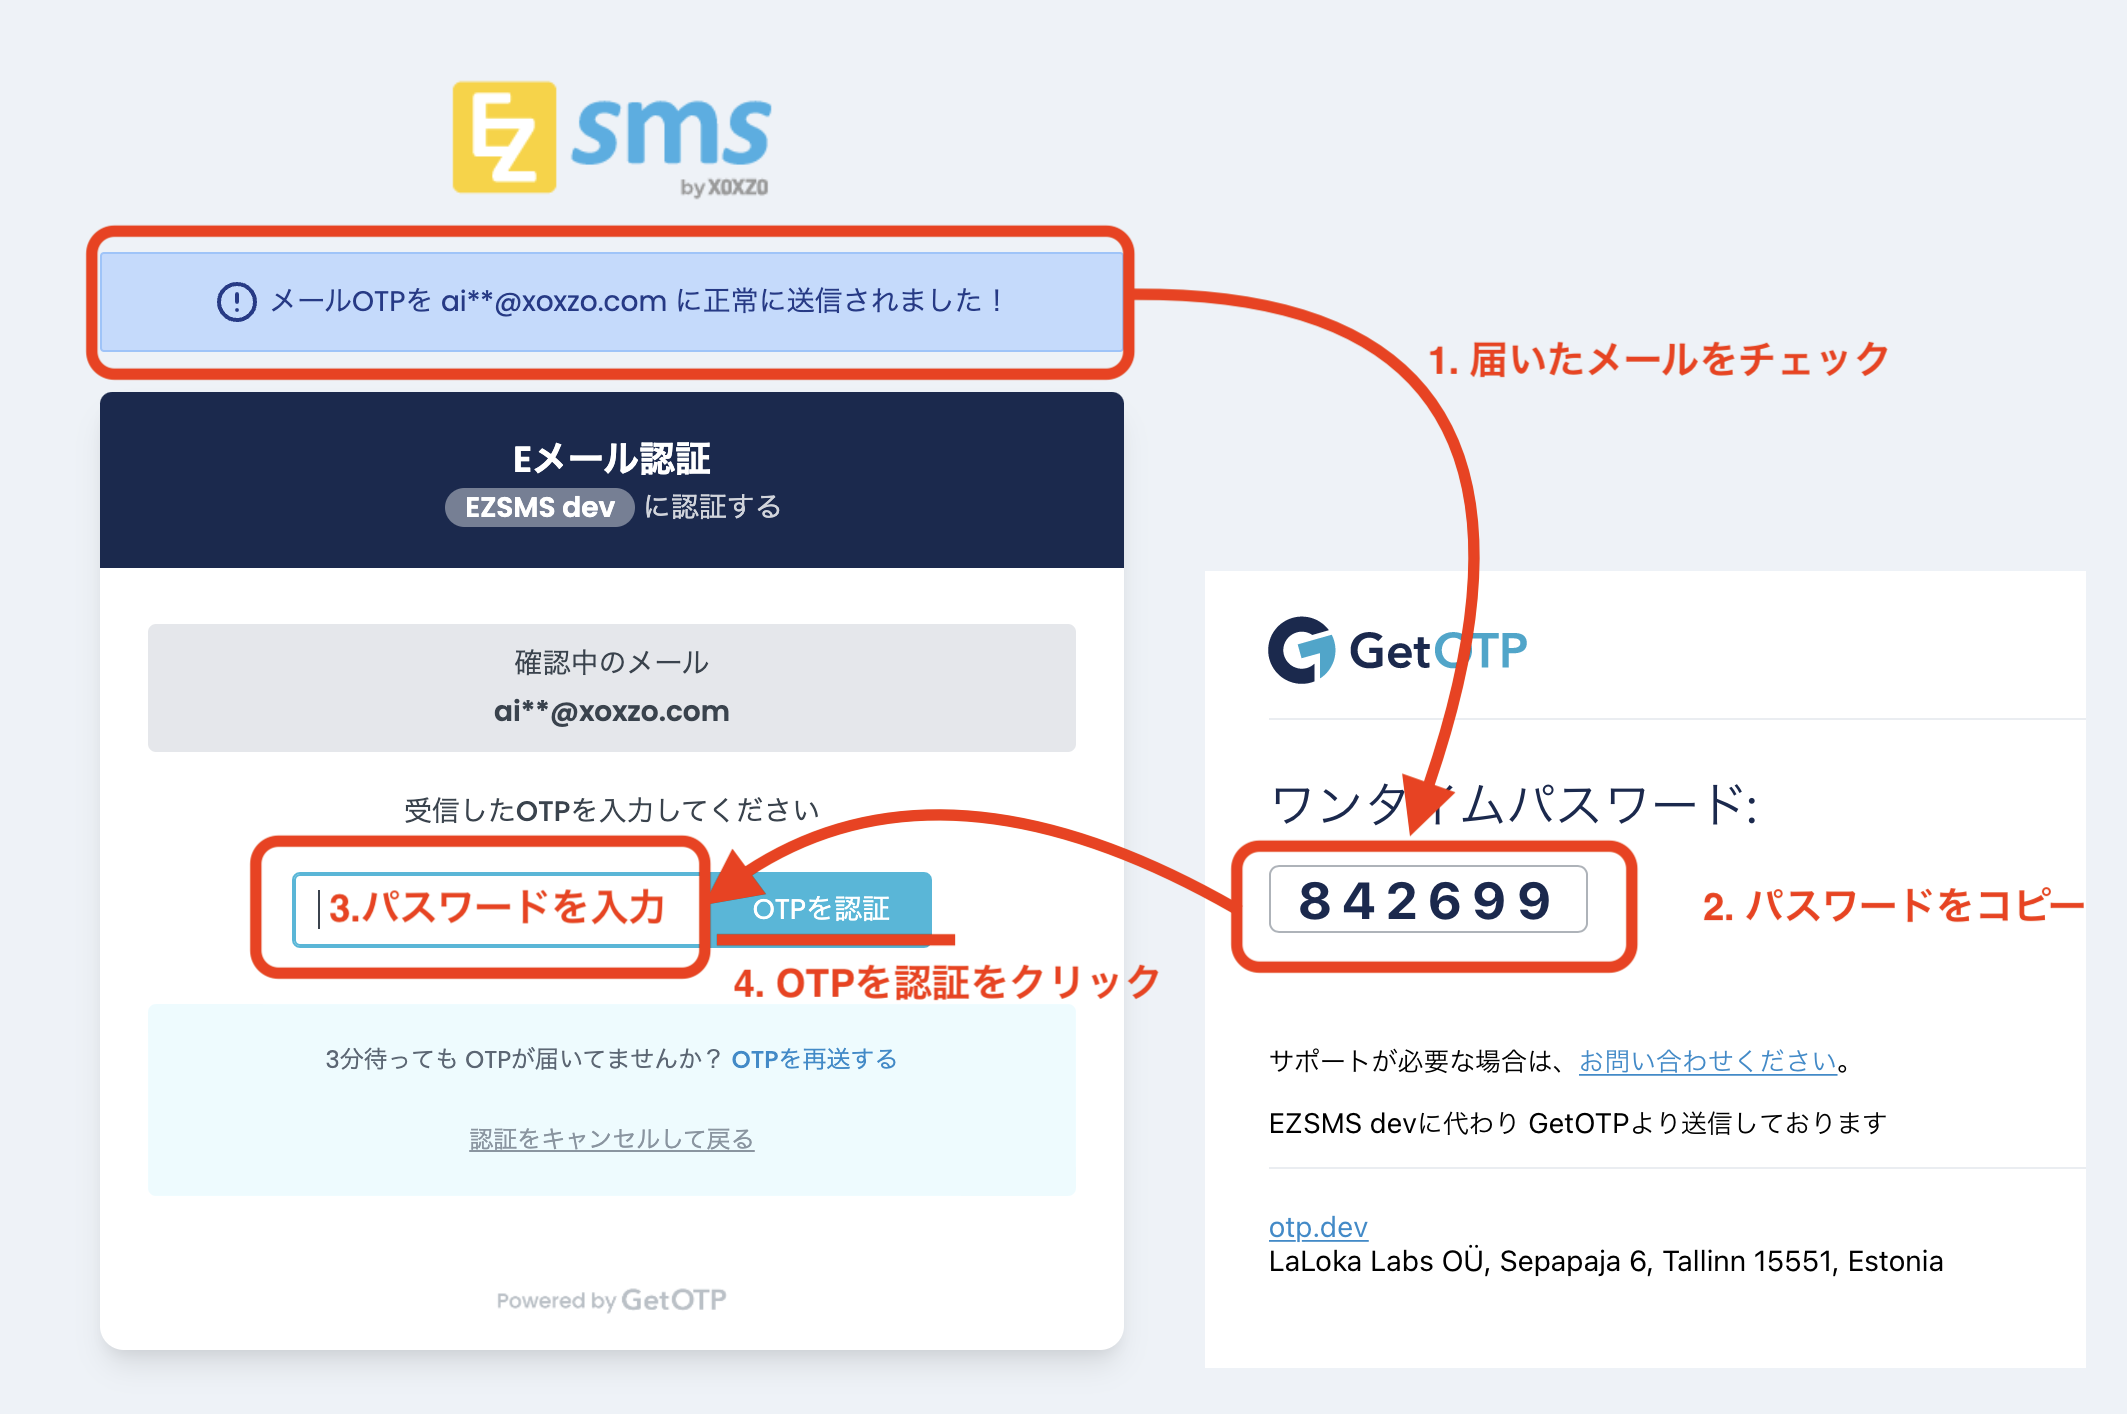 EZ sms
by XOXZO
メールOTPを ai**@xoxzo.com に正常に送信されました！
1. 届いたメールをチェック
Eメール認証
EZSMS dev に認証する
確認中のメール
ai**@xoxzo.com
受信したOTPを入力してください
3.パスワードを入力
OTPを認証
4. OTPを認証をクリック
3分待っても OTPが届いてませんか？ OTPを再送する
認証をキャンセルして戻る
Powered by GetOTP
GetOTP
ワンタイムパスワード:
842699
2. パスワードをコピー
サポートが必要な場合は、お問い合わせください。
EZSMS devに代わり GetOTPより送信しております
otp.dev
LaLoka Labs OÜ, Sepapaja 6, Tallinn 15551, Estonia